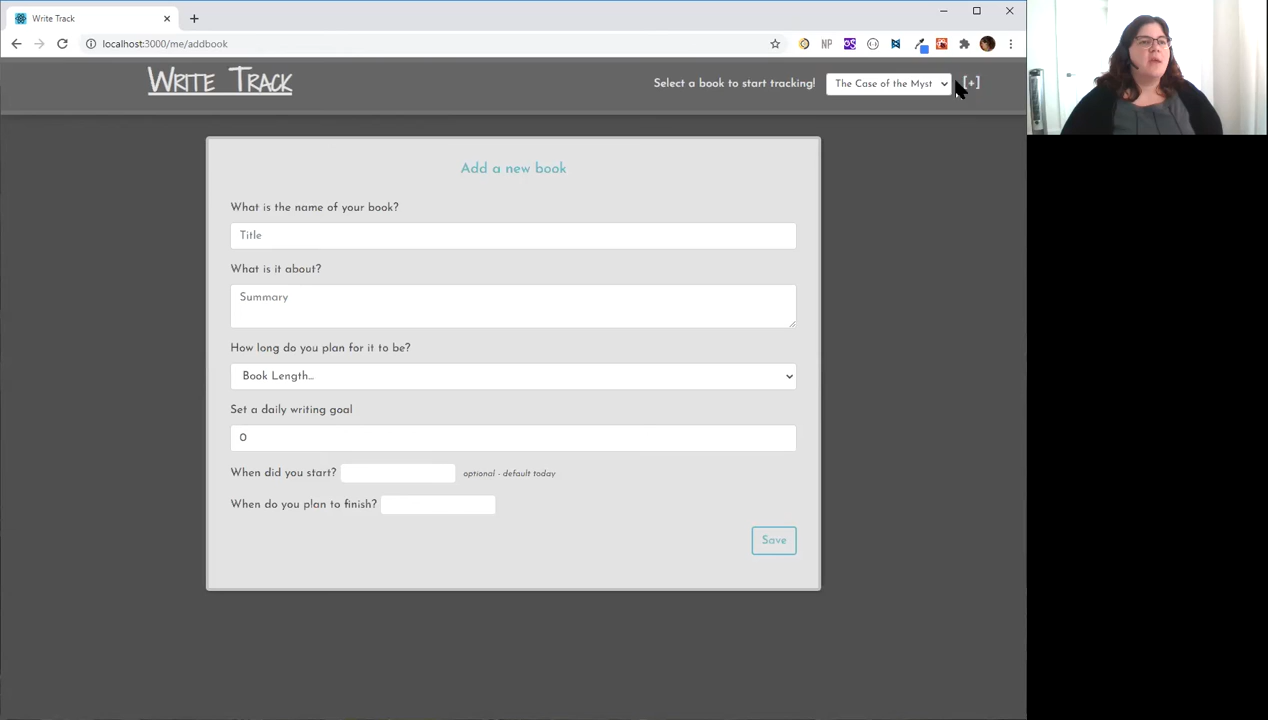 Write Track
localhost:3000/me/addbook
NP
Write Track
Select a book to start tracking!
The Case of the Myst
[+]
Add a new book
What is the name of your book?
Title
What is it about?
Summary
How long do you plan for it to be?
Book Length...
Set a daily writing goal
0
When did you start?
optional - default today
When do you plan to finish?
Save